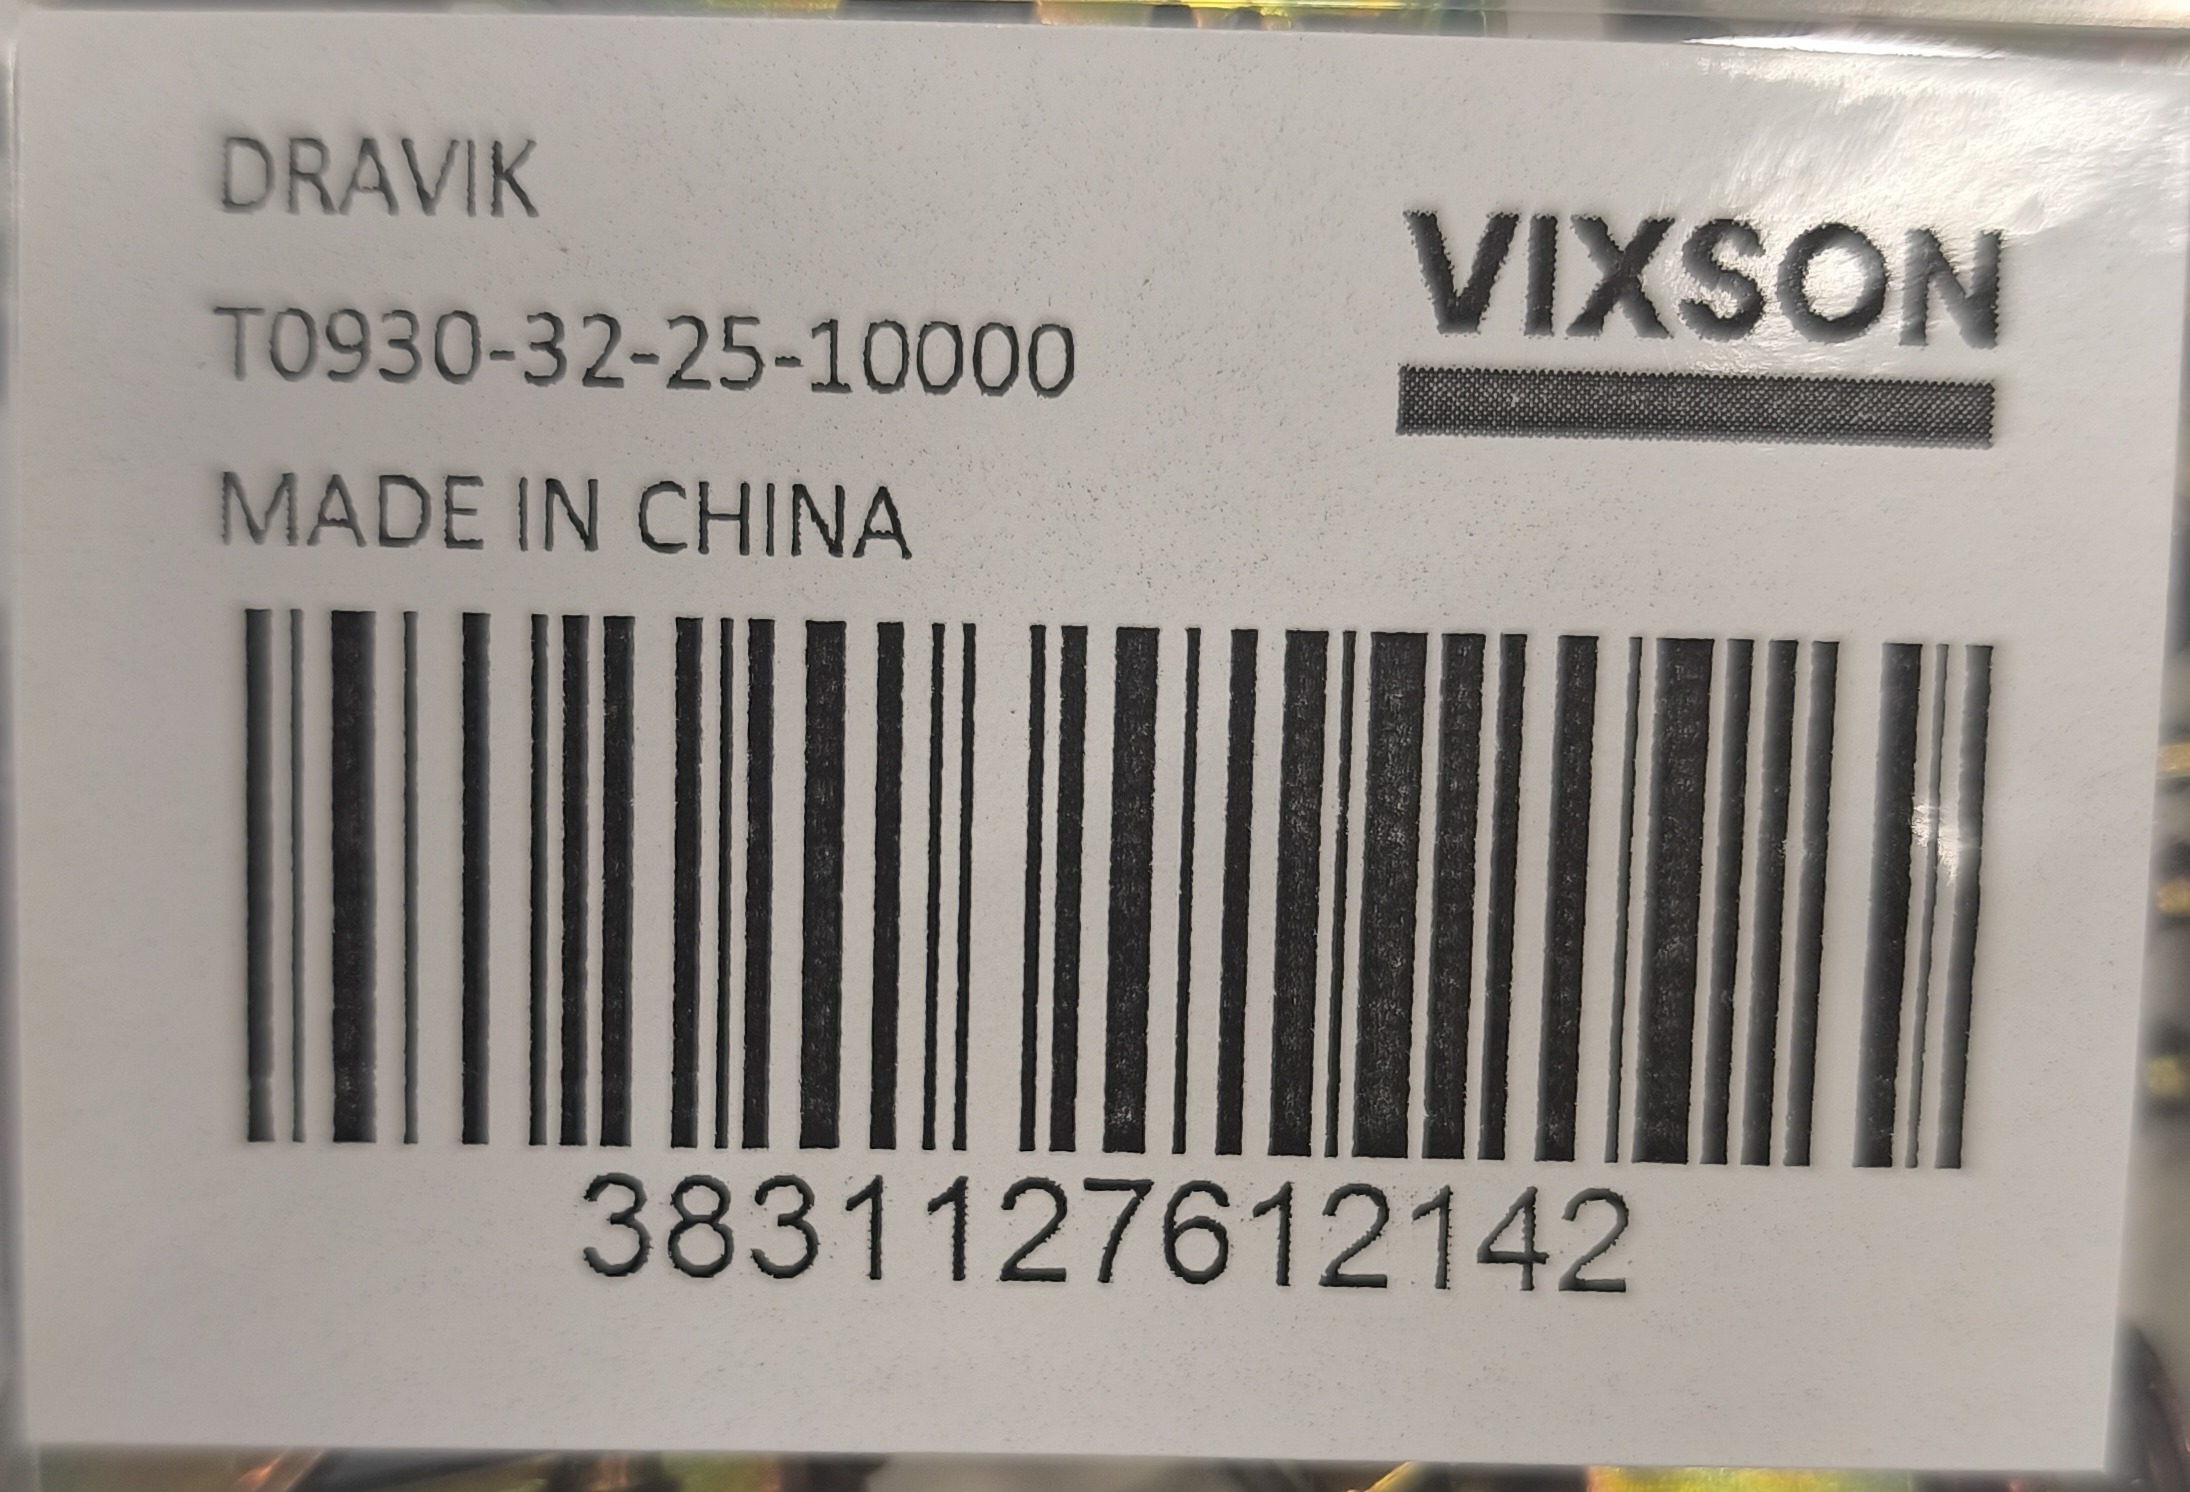 DRAVIK
VIXSON
T0930-32-25-10000
MADE IN CHINA
3831127612142